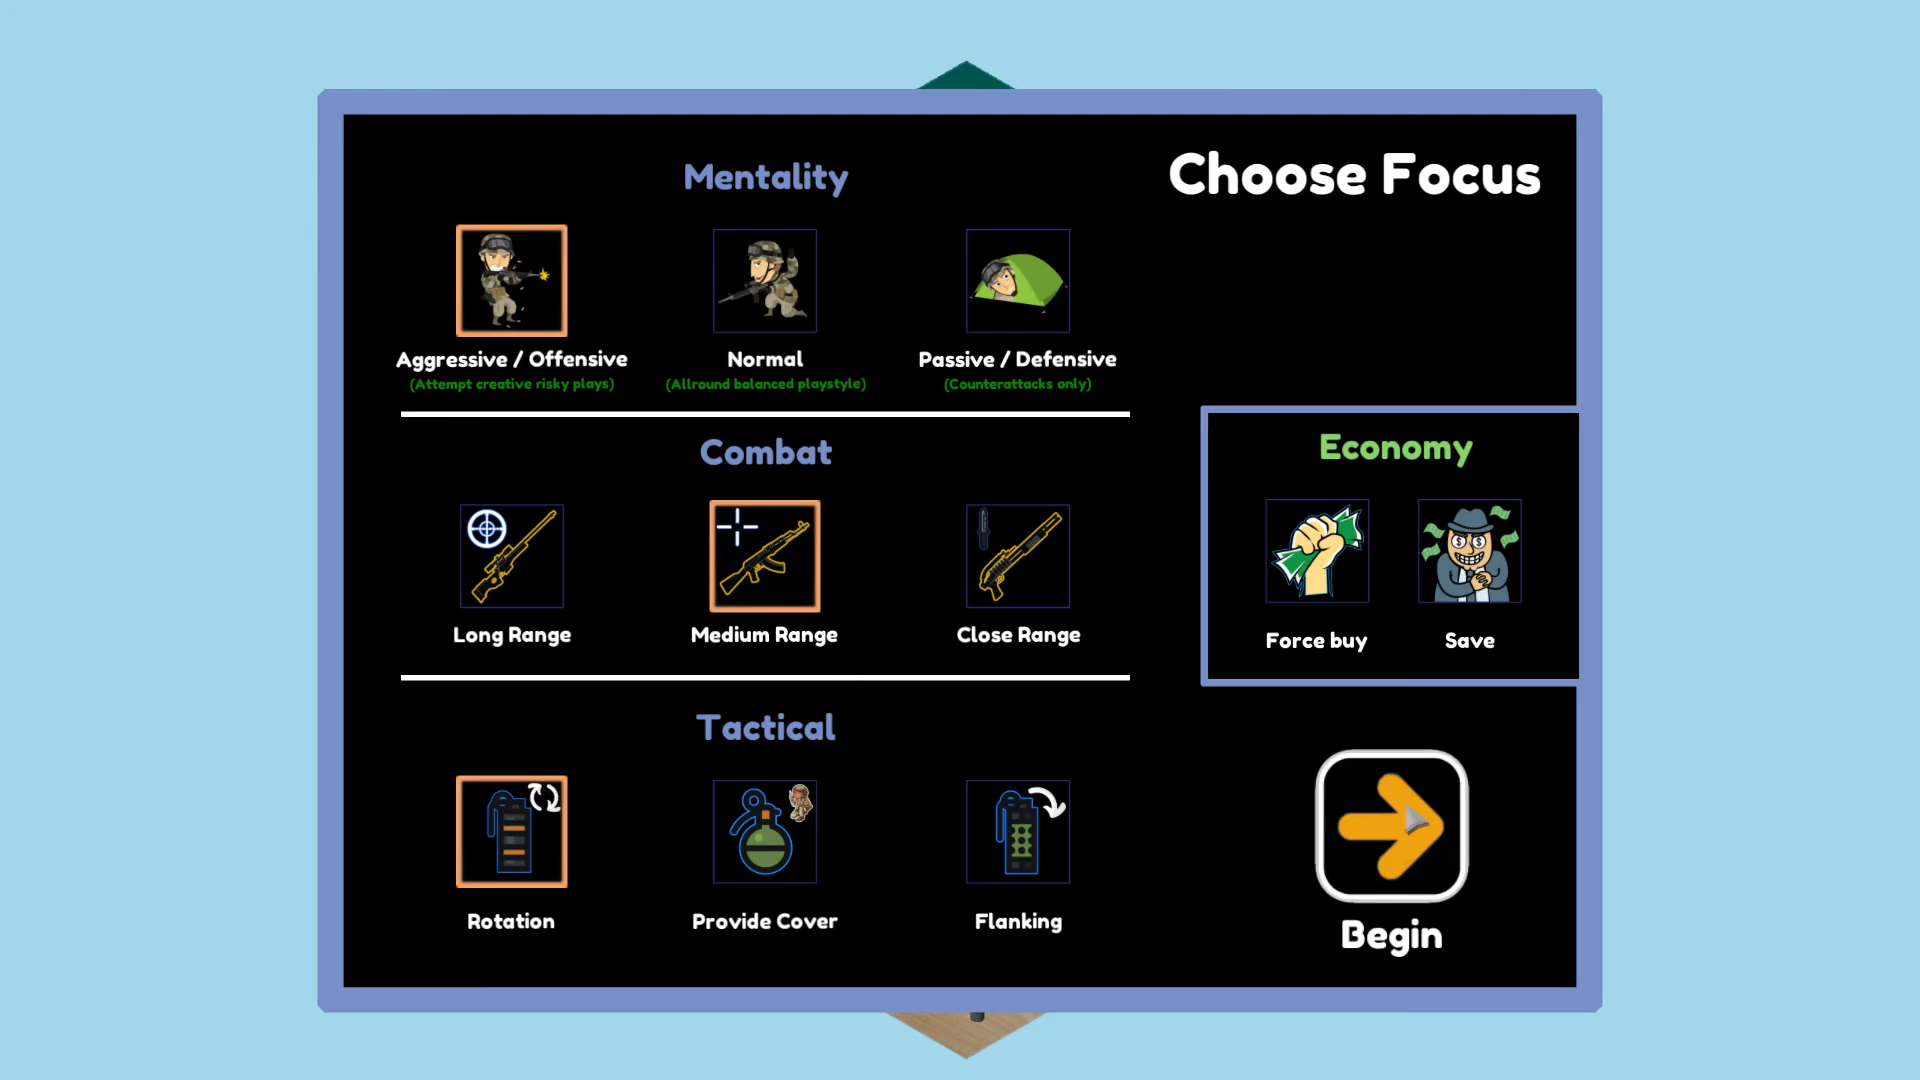 Choose Focus
Mentality
Aggressive / Offensive
(Attempt creative risky plays)
Normal
(Allround balanced playstyle)
Passive / Defensive
(Counterattacks only)
Combat
Long Range
Medium Range
Close Range
Economy
Force buy
Save
Tactical
Rotation
Provide Cover
Flanking
Begin